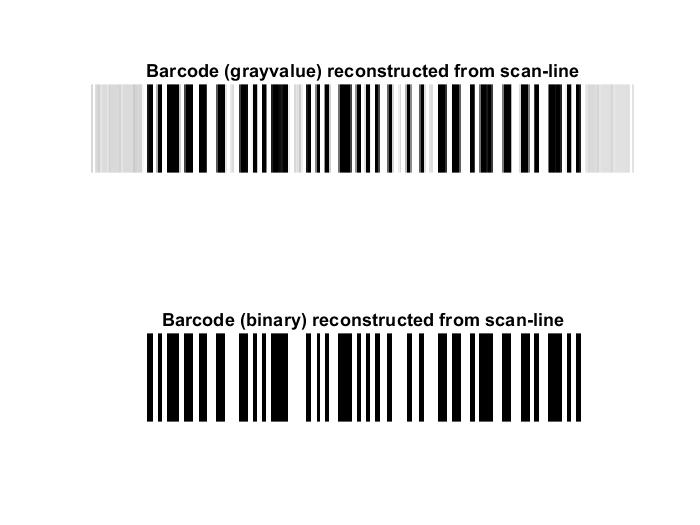 Barcode (grayvalue) reconstructed from scan-line
Barcode (binary) reconstructed from scan-line